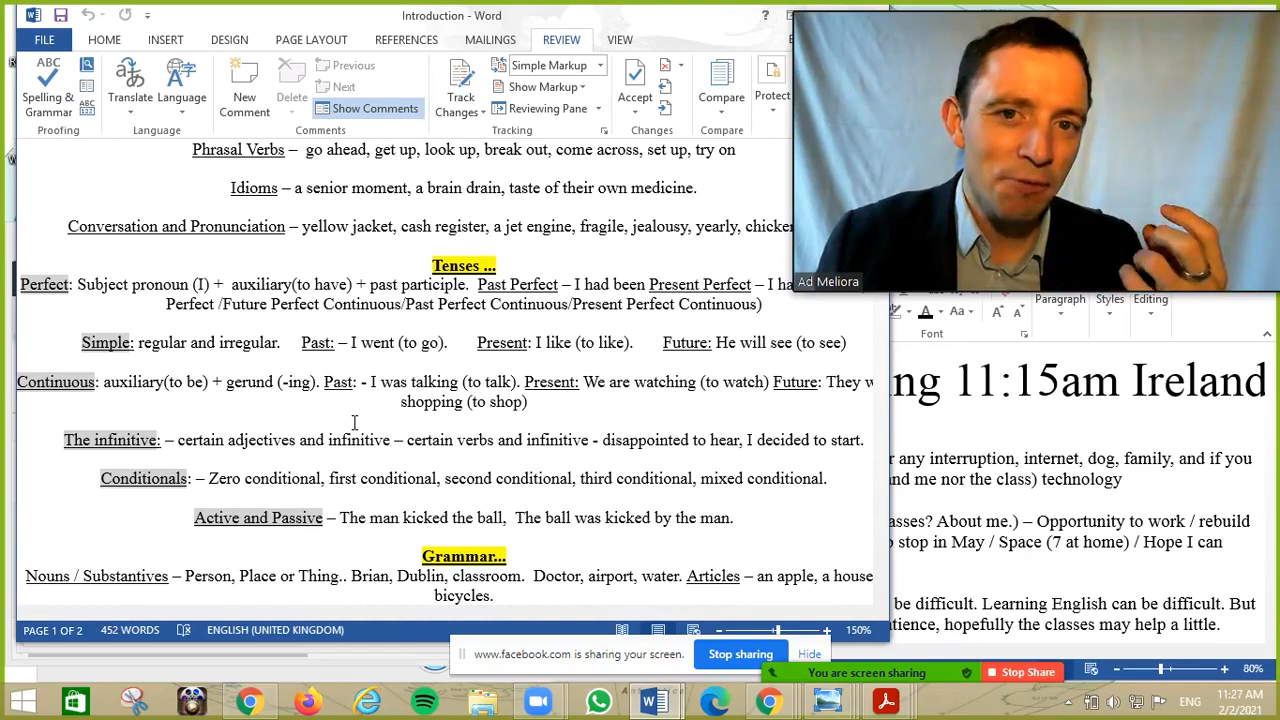 Introduction - Word
?
FILE
HOME
INSERT
DESIGN
PAGE LAYOUT
REFERENCES
MAILINGS
REVIEW
VIEW
ABC
Spelling & Grammar
Translate
Language
New Comment
Delete
Previous
Next
Show Comments
Track Changes
Simple Markup
Show Markup
Reviewing Pane
Accept
Compare
Protect
Proofing
Language
Comments
Tracking
Changes
Compare
Phrasal Verbs – go ahead, get up, look up, break out, come across, set up, try on
Idioms – a senior moment, a brain drain, taste of their own medicine.
Conversation and Pronunciation – yellow jacket, cash register, a jet engine, fragile, jealousy, yearly, chicken
Tenses ...
Perfect: Subject pronoun (I) + auxiliary(to have) + past participle. Past Perfect – I had been Present Perfect – I ha
Perfect /Future Perfect Continuous/Past Perfect Continuous/Present Perfect Continuous)
Simple: regular and irregular. Past: – I went (to go). Present: I like (to like). Future: He will see (to see)
Continuous: auxiliary(to be) + gerund (-ing). Past: - I was talking (to talk). Present: We are watching (to watch) Future: They w
shopping (to shop)
The infinitive: – certain adjectives and infinitive – certain verbs and infinitive - disappointed to hear, I decided to start.
Conditionals: – Zero conditional, first conditional, second conditional, third conditional, mixed conditional.
Active and Passive – The man kicked the ball, The ball was kicked by the man.
Grammar...
Nouns / Substantives – Person, Place or Thing.. Brian, Dublin, classroom. Doctor, airport, water. Articles – an apple, a house
bicycles.
PAGE 1 OF 2
452 WORDS
ENGLISH (UNITED KINGDOM)
150%
Ad Meliora
Aa
Paragraph
Styles
Editing
Font
ng 11:15am Ireland
r any interruption, internet, dog, family, and if you
and me nor the class) technology
asses? About me.) – Opportunity to work / rebuild
o stop in May / Space (7 at home) / Hope I can
be difficult. Learning English can be difficult. But
atience, hopefully the classes may help a little.
80%
www.facebook.com is sharing your screen.
Stop sharing
Hide
You are screen sharing
Stop Share
ENG
11:27 AM
2/2/2021